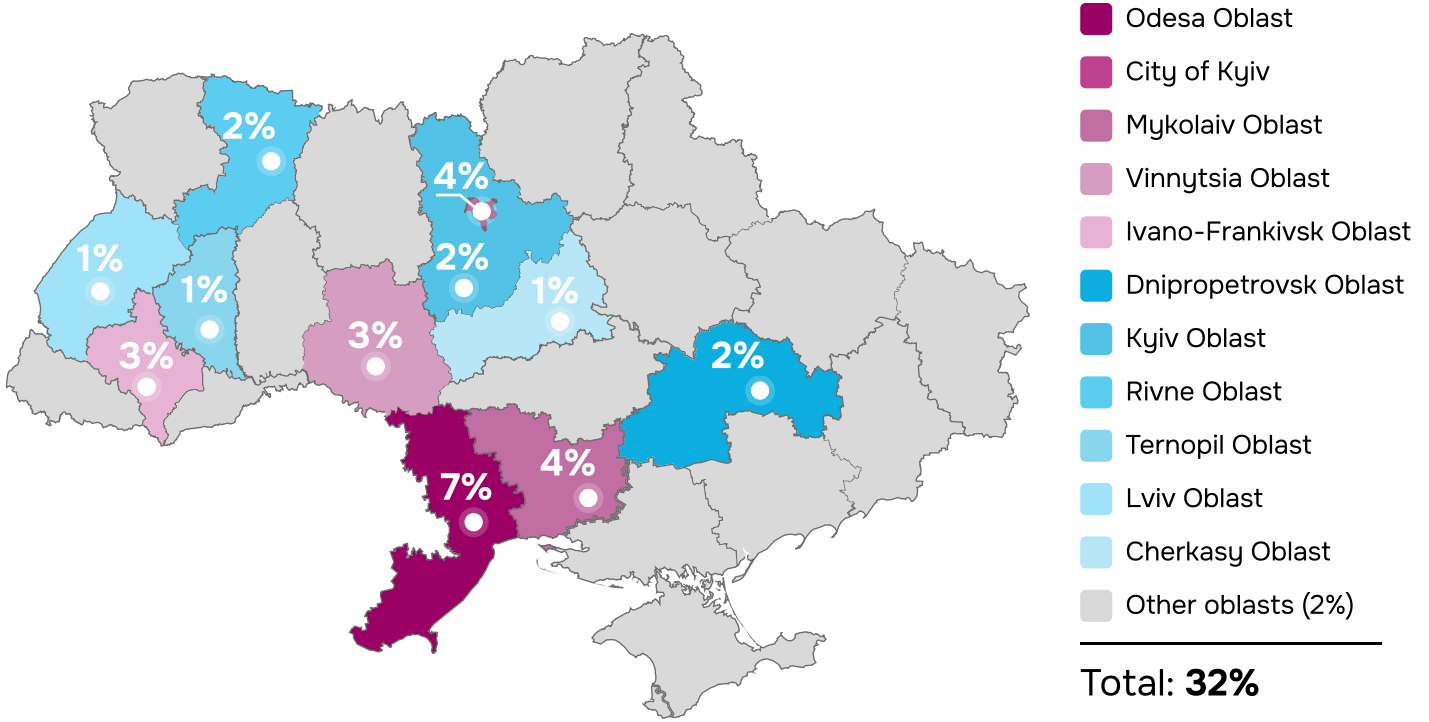 2%
4%
1%
2%
1%
1%
3%
3%
2%
4%
7%
Odesa Oblast
City of Kyiv
Mykolaiv Oblast
Vinnytsia Oblast
Ivano-Frankivsk Oblast
Dnipropetrovsk Oblast
Kyiv Oblast
Rivne Oblast
Ternopil Oblast
Lviv Oblast
Cherkasy Oblast
Other oblasts (2%)
Total: 32%